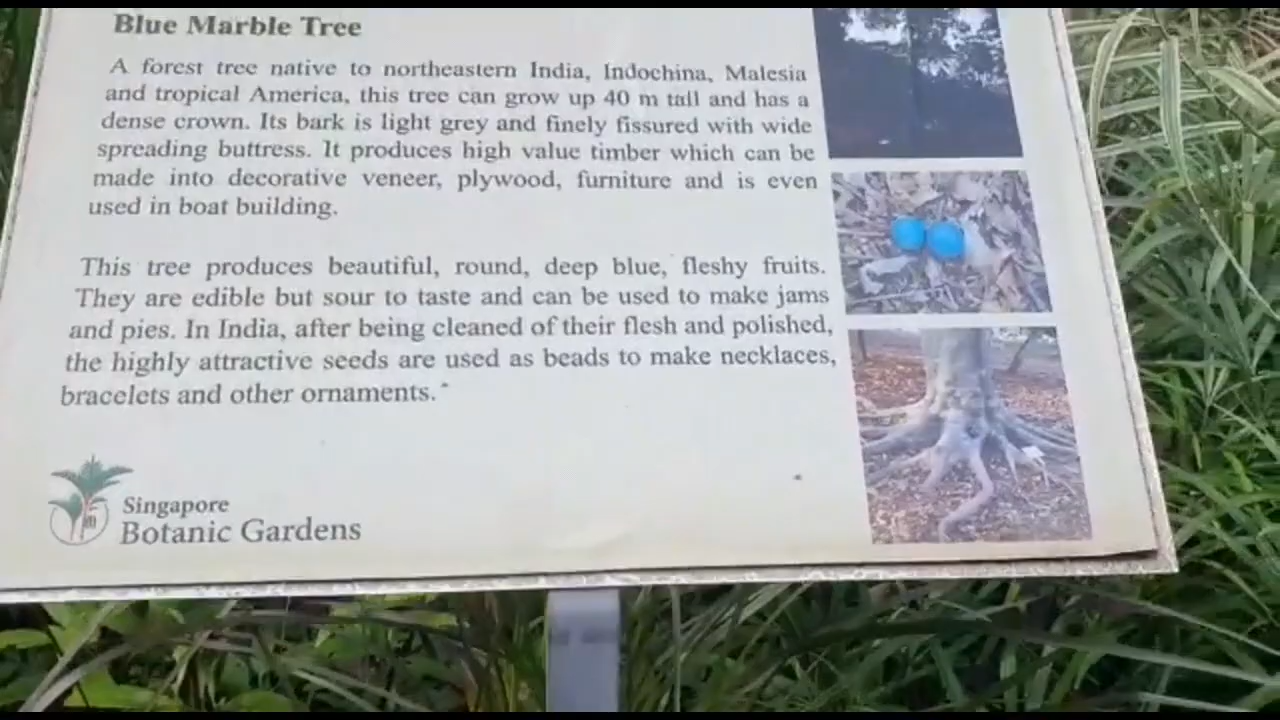 Blue Marble Tree
A forest tree native to northeastern India, Indochina, Malesia
and tropical America, this tree can grow up 40 m tall and has a
dense crown. Its bark is light grey and finely fissured with wide
spreading buttress. It produces high value timber which can be
made into decorative veneer, plywood, furniture and is even
used in boat building.
This tree produces beautiful, round, deep blue, fleshy fruits.
They are edible but sour to taste and can be used to make jams
and pies. In India, after being cleaned of their flesh and polished,
the highly attractive seeds are used as beads to make necklaces,
bracelets and other ornaments.
Singapore
Botanic Gardens